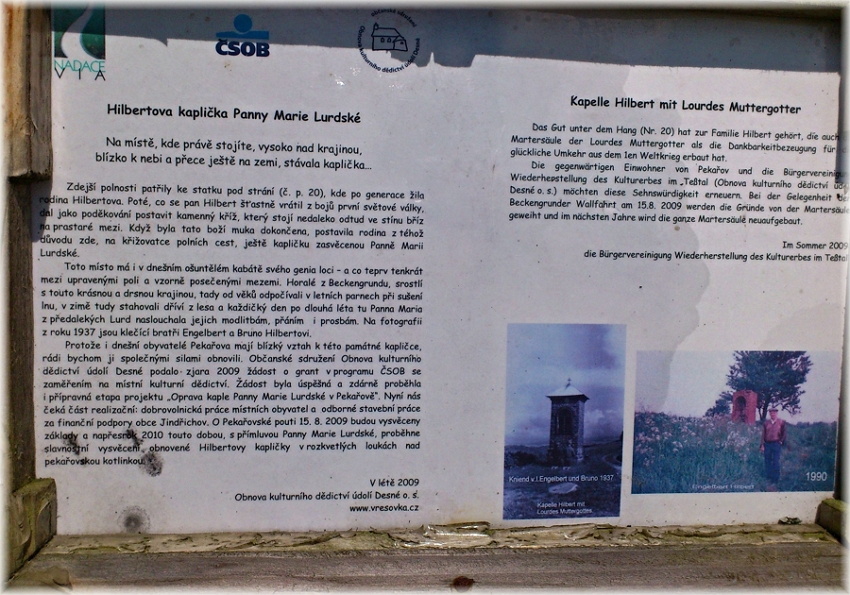 NADACE
VIA
ČSOB
Obnova kulturního dědictví údolí Desné
Hilbertova kaplička Panny Marie Lurdské
Na místě, kde právě stojíte, vysoko nad krajinou,
blízko k nebi a přece ještě na zemi, stávala kaplička...
Zdejší polnosti patřily ke statku pod strání (č. p. 20), kde po generace žila
rodina Hilbertova. Poté, co se pan Hilbert šťastně vrátil z bojů první světové války,
dal jako poděkování postavit kamenný kříž, který stojí nedaleko odtud ve stínu bříz
na prastaré mezi. Když byla tato boží muka dokončena, postavila rodina z téhož
důvodu zde, na křižovatce polních cest, ještě kapličku zasvěcenou Panně Marii
Lurdské.
Toto místo má i v dnešním ošuntělém kabátě svého genia loci - a co teprv tenkrát
mezi upravenými poli a vzorně posečenými mezemi. Horalé z Beckengrundu, srostlí
s touto krásnou a drsnou krajinou, tady od věků odpočívali v letních parnech při sušení
lnu, v zimě tudy stahovali dříví z lesa a každičký den po dlouhá léta tu Panna Maria
z předalekých Lurd naslouchala jejich modlitbám, přáním i prosbám. Na fotografii
z roku 1937 jsou klečící bratři Engelbert a Bruno Hilbertovi.
Protože i dnešní obyvatelé Pekařova mají blízký vztah k této památné kapličce,
rádi bychom ji společnými silami obnovili. Občanské sdružení Obnova kulturního
dědictví údolí Desné podalo zjara 2009 žádost o grant v programu ČSOB se
zaměřením na místní kulturní dědictví. Žádost byla úspěšná a zdárně proběhla
i přípravná etapa projektu „Oprava kaple Panny Marie Lurdské v Pekařově". Nyní nás
čeká část realizační: dobrovolnická práce místních obyvatel a odborné stavební práce
za finanční podpory obce Jindřichov. O Pekařovské pouti 15. 8. 2009 budou vysvěceny
základy a napřesrok 2010 touto dobou, s přímluvou Panny Marie Lurdské, proběhne
slavnostní vysvěcení obnovené Hilbertovy kapličky v rozkvetlých loukách nad
pekařovskou kotlinkou.
V létě 2009
Obnova kulturního dědictví údolí Desné o. s.
www.vresovka.cz
Kapelle Hilbert mit Lourdes Muttergotter
Das Gut unter dem Hang (Nr. 20) hat zur Familie Hilbert gehört, die auch
Martersäule der Lourdes Muttergotter als die Dankbarkeitbezeugung für
glückliche Umkehr aus dem 1en Weltkrieg erbaut hat.
Die gegenwärtigen Einwohner von Pekařov und die Bürgervereinigung
Wiederherstellung des Kulturerbes im „Teßtal (Obnova kulturního dědictví
Desné o. s.) möchten diese Sehnswürdigkeit erneuern. Bei der Gelegenheit
Beckengrunder Wallfahrt am 15.8. 2009 werden die Gründe von der Martersäule
geweiht und im nächsten Jahre wird die ganze Martersäule neuaufgebaut.
Im Sommer 2009
die Bürgervereinigung Wiederherstellung des Kulturerbes im Teßtal
Kniend v.l.Engelbert und Bruno 1937
Kapelle Hilbert mit
Lourdes Muttergottes
Engelbert Hilbert
1990